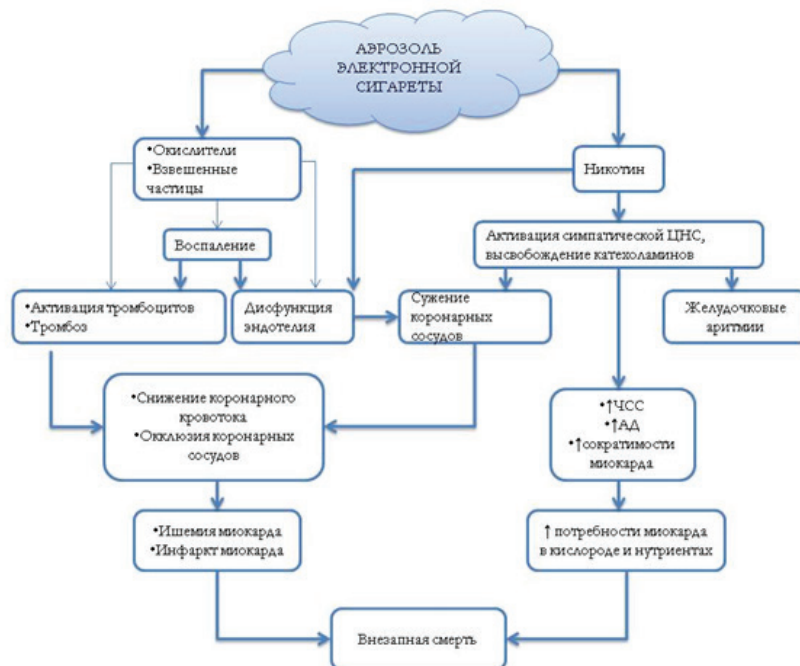 АЭРОЗОЛЬ
ЭЛЕКТРОННОЙ
СИГАРЕТЫ
•Окислители
•Взвешенные
частицы
Никотин
Воспаление
Активация симпатической ЦНС,
высвобождение катехоламинов
•Активация тромбоцитов
•Тромбоз
Дисфункция
эндотелия
Сужение
коронарных
сосудов
Желудочковые
аритмии
•Снижение коронарного
кровотока
•Окклюзия коронарных
сосудов
•↑ЧСС
•↑АД
•↑сократимости
миокарда
•Ишемия миокарда
•Инфаркт миокарда
↑ потребности миокарда
в кислороде и нутриентах
Внезапная смерть